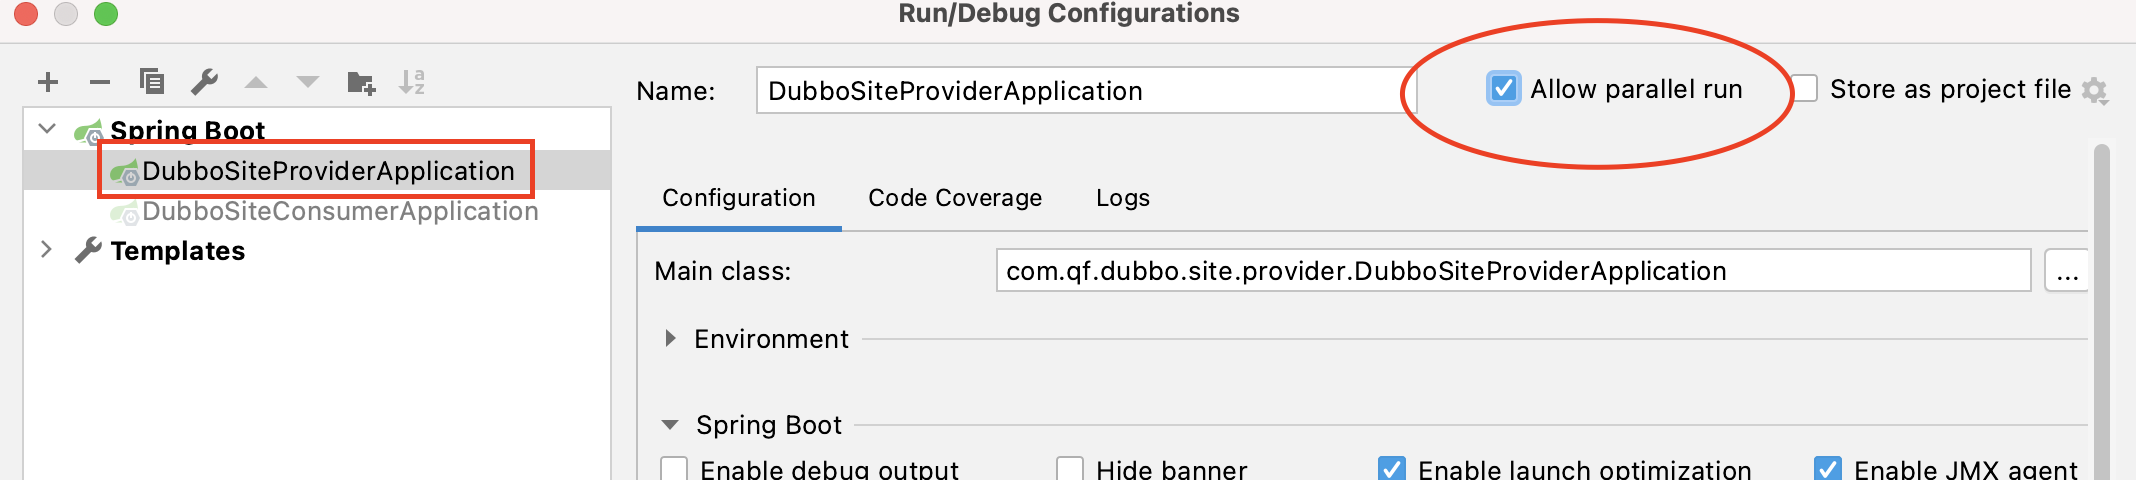 Run/Debug Configurations
Name: DubboSiteProviderApplication Allow parallel run Store as project file
Spring Boot
DubboSiteProviderApplication
DubboSiteConsumerApplication
Templates
Configuration Code Coverage Logs
Main class: com.qf.dubbo.site.provider.DubboSiteProviderApplication ...
Environment
Spring Boot
Enable debug output Hide banner Enable launch optimization Enable JMX agent